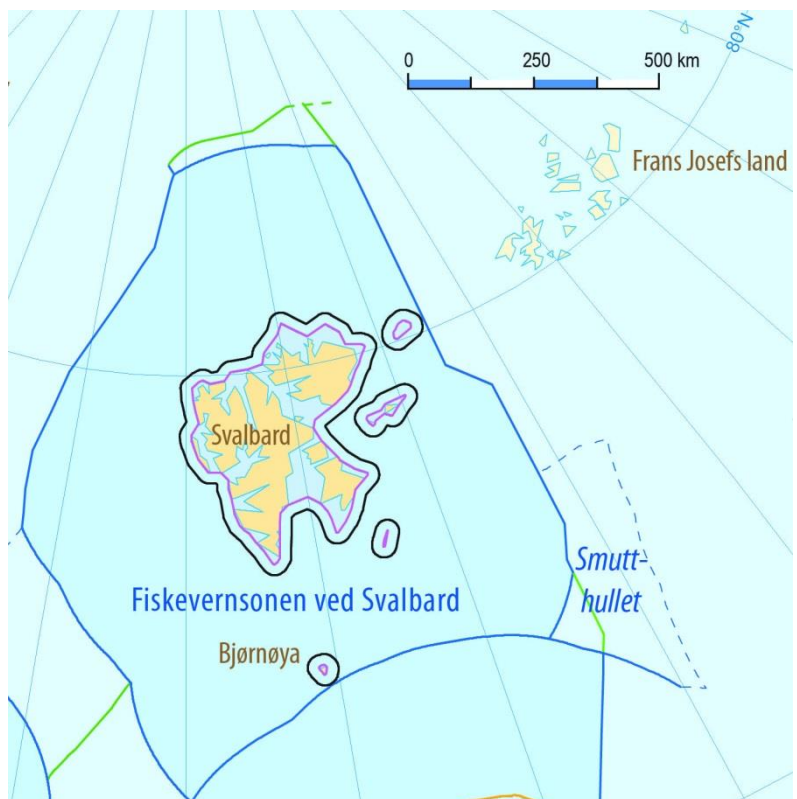 80°N
0 250 500 km
Frans Josefs land
Svalbard
Smutt-
hullet
Fiskevernsonen ved Svalbard
Bjørnøya